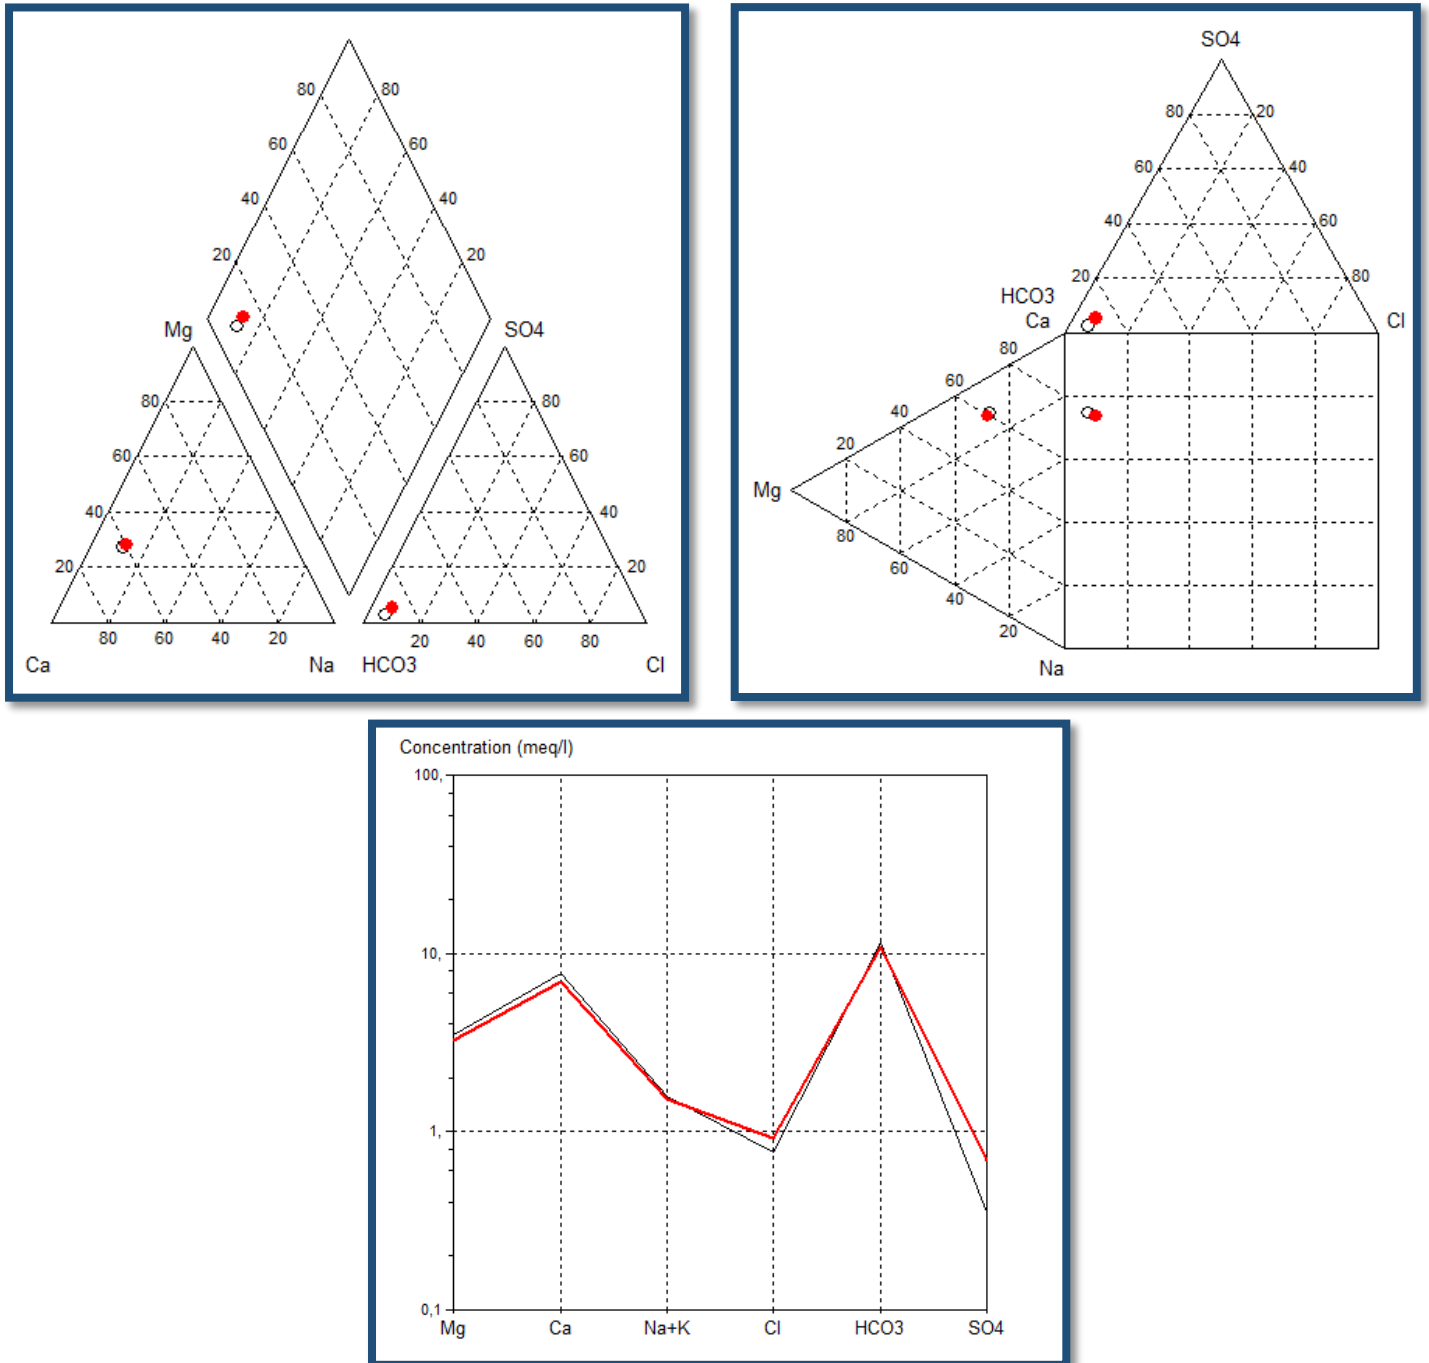 80 80
60 60
40 40
20 20
Mg SO4
80 80
60 60
40 40
20 20
80 60 40 20 20 40 60 80
Ca Na HCO3 Cl
SO4
80 20
60 40
40 60
20 80
HCO3
Ca Cl
80
60
40
20
Mg
80
60
40
20
Na
Concentration (meq/l)
100,
10,
1,
0,1
Mg Ca Na+K Cl HCO3 SO4